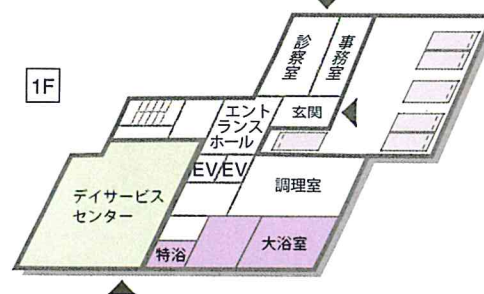 1F
診察室
事務室
エント
ランス
ホール
玄関
EV
EV
調理室
デイサービス
センター
特浴
大浴室